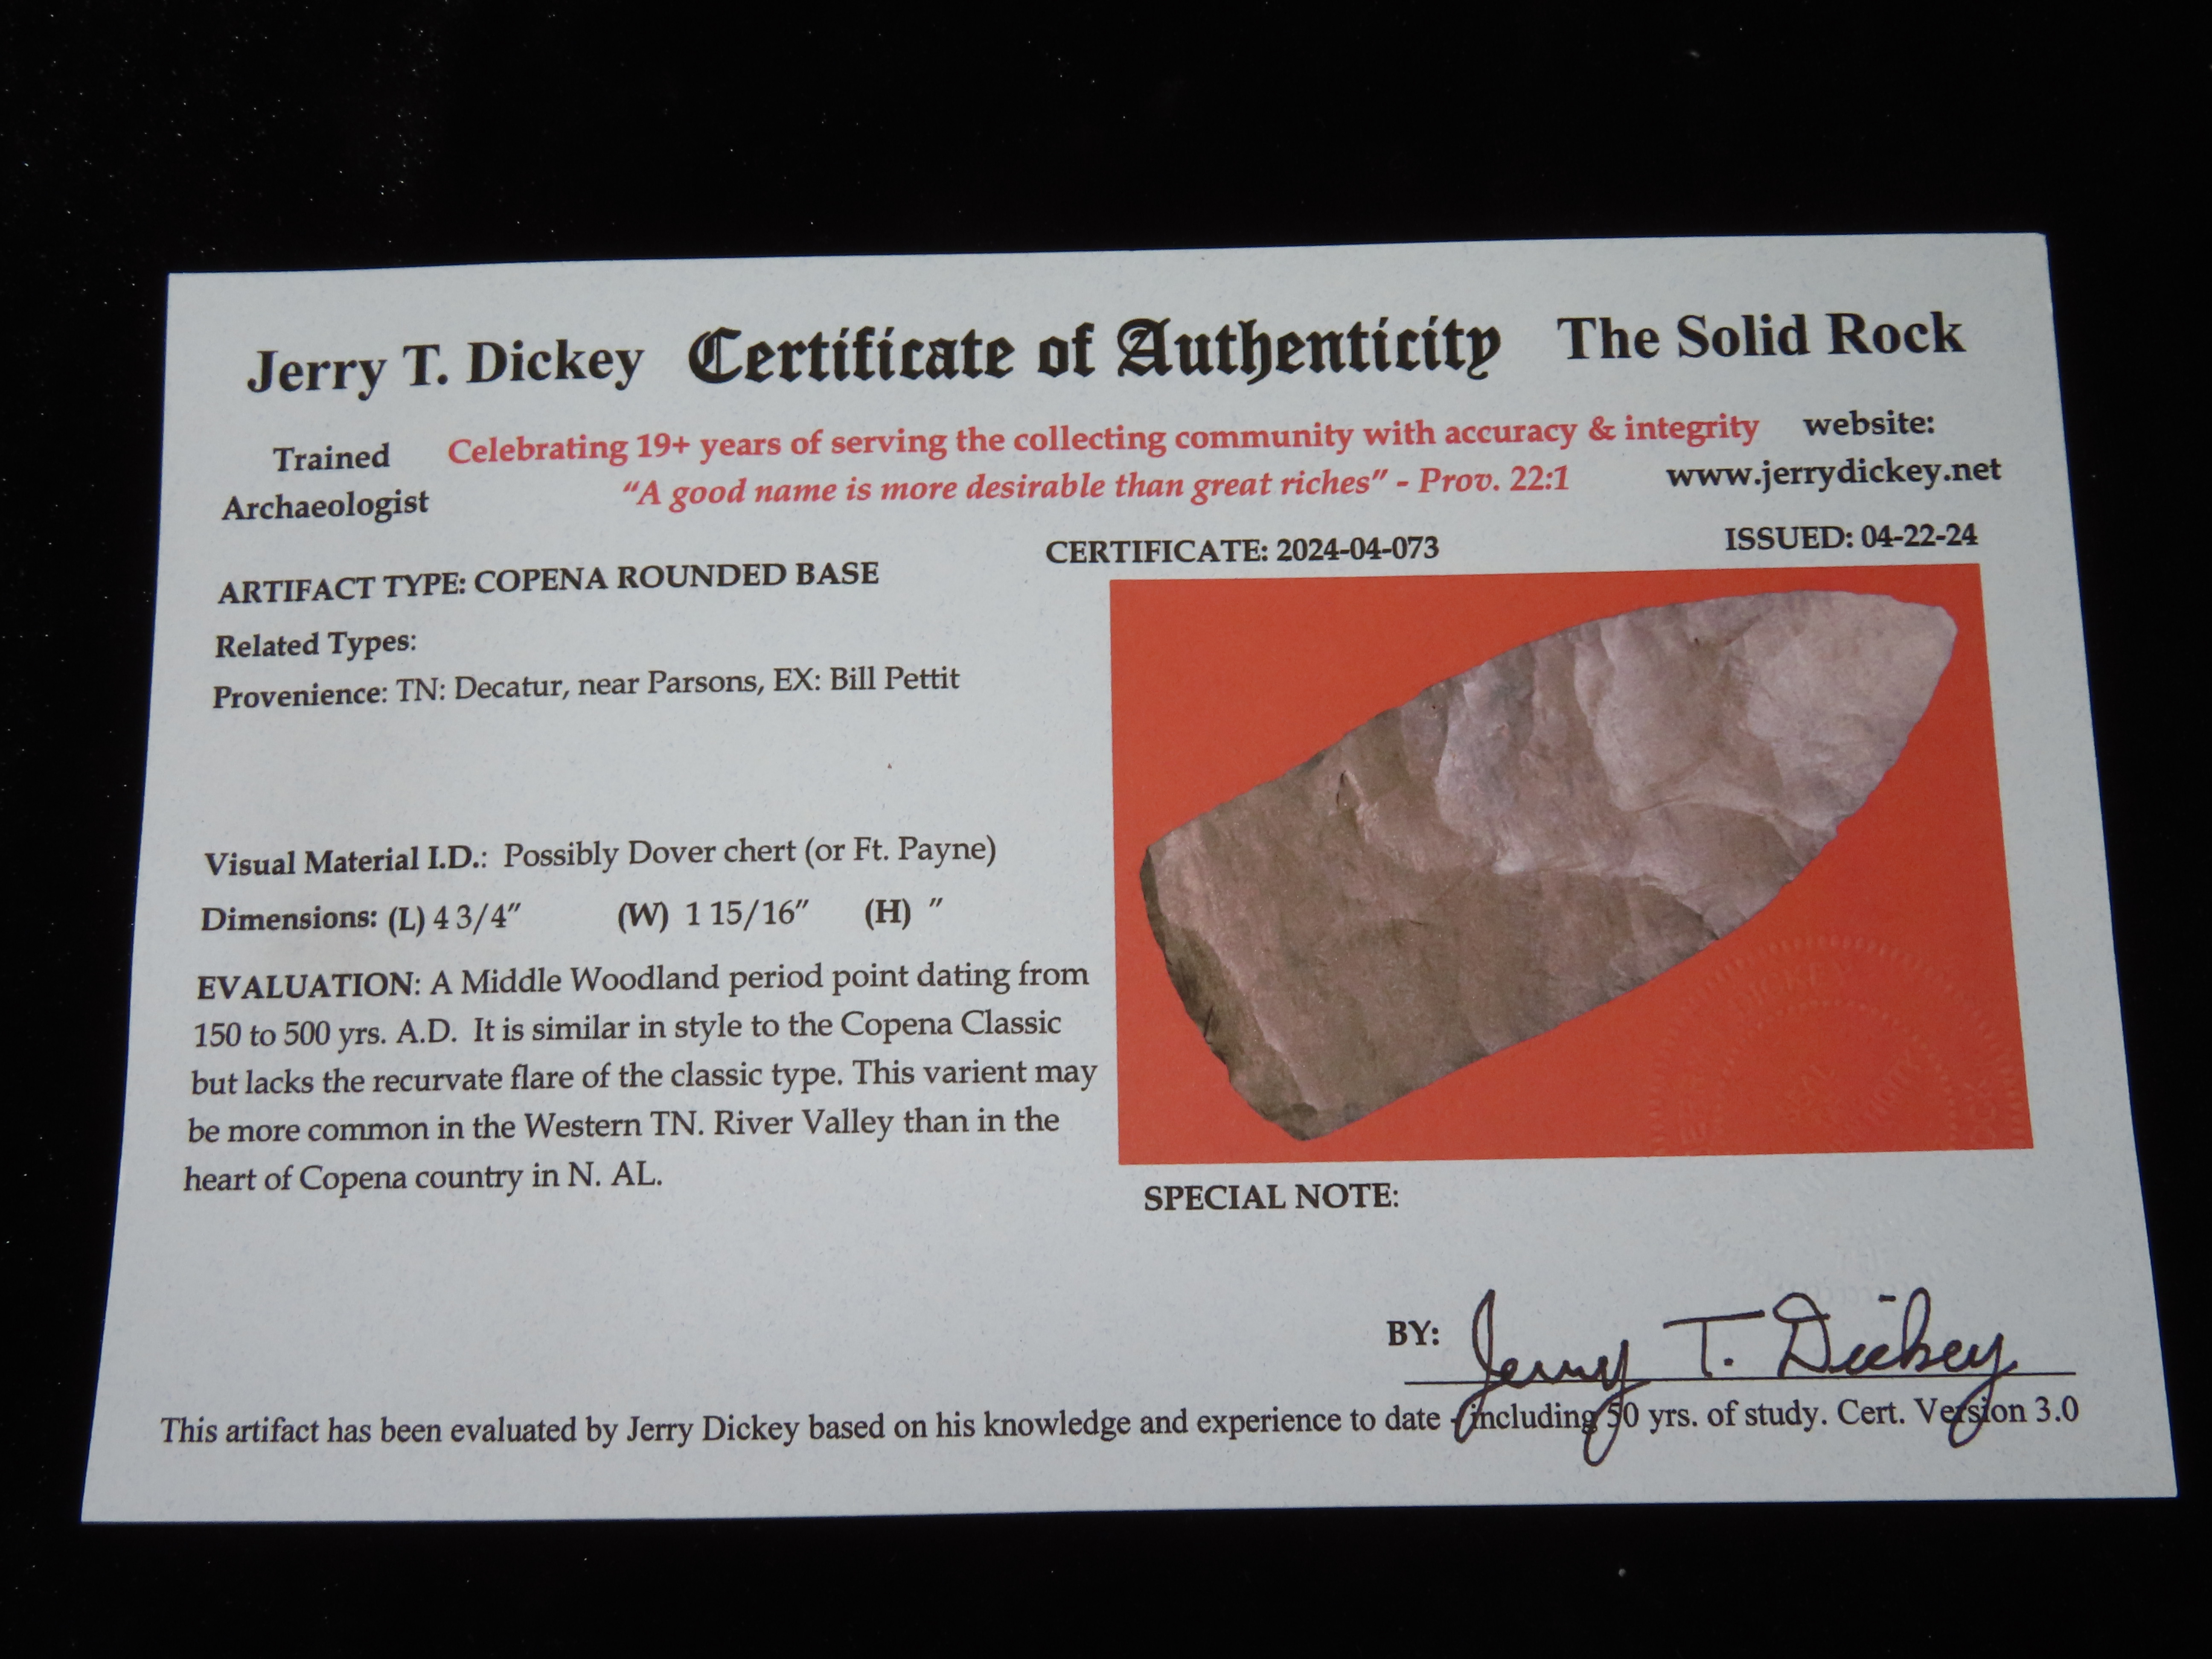 Jerry T. Dickey Certificate of Authenticity The Solid Rock
Trained Archaeologist
Celebrating 19+ years of serving the collecting community with accuracy & integrity
"A good name is more desirable than great riches" - Prov. 22:1
website:
www.jerrydickey.net
CERTIFICATE: 2024-04-073
ISSUED: 04-22-24
ARTIFACT TYPE: COPENA ROUNDED BASE
Related Types:
Provenience: TN: Decatur, near Parsons, EX: Bill Pettit
Visual Material I.D.: Possibly Dover chert (or Ft. Payne)
Dimensions: (L) 4 3/4" (W) 1 15/16" (H) "
EVALUATION: A Middle Woodland period point dating from
150 to 500 yrs. A.D. It is similar in style to the Copena Classic
but lacks the recurvate flare of the classic type. This varient may
be more common in the Western TN. River Valley than in the
heart of Copena country in N. AL.
DICKEY
SPECIAL NOTE:
BY: Jerry T. Dickey
This artifact has been evaluated by Jerry Dickey based on his knowledge and experience to date - including 50 yrs. of study. Cert. Version 3.0